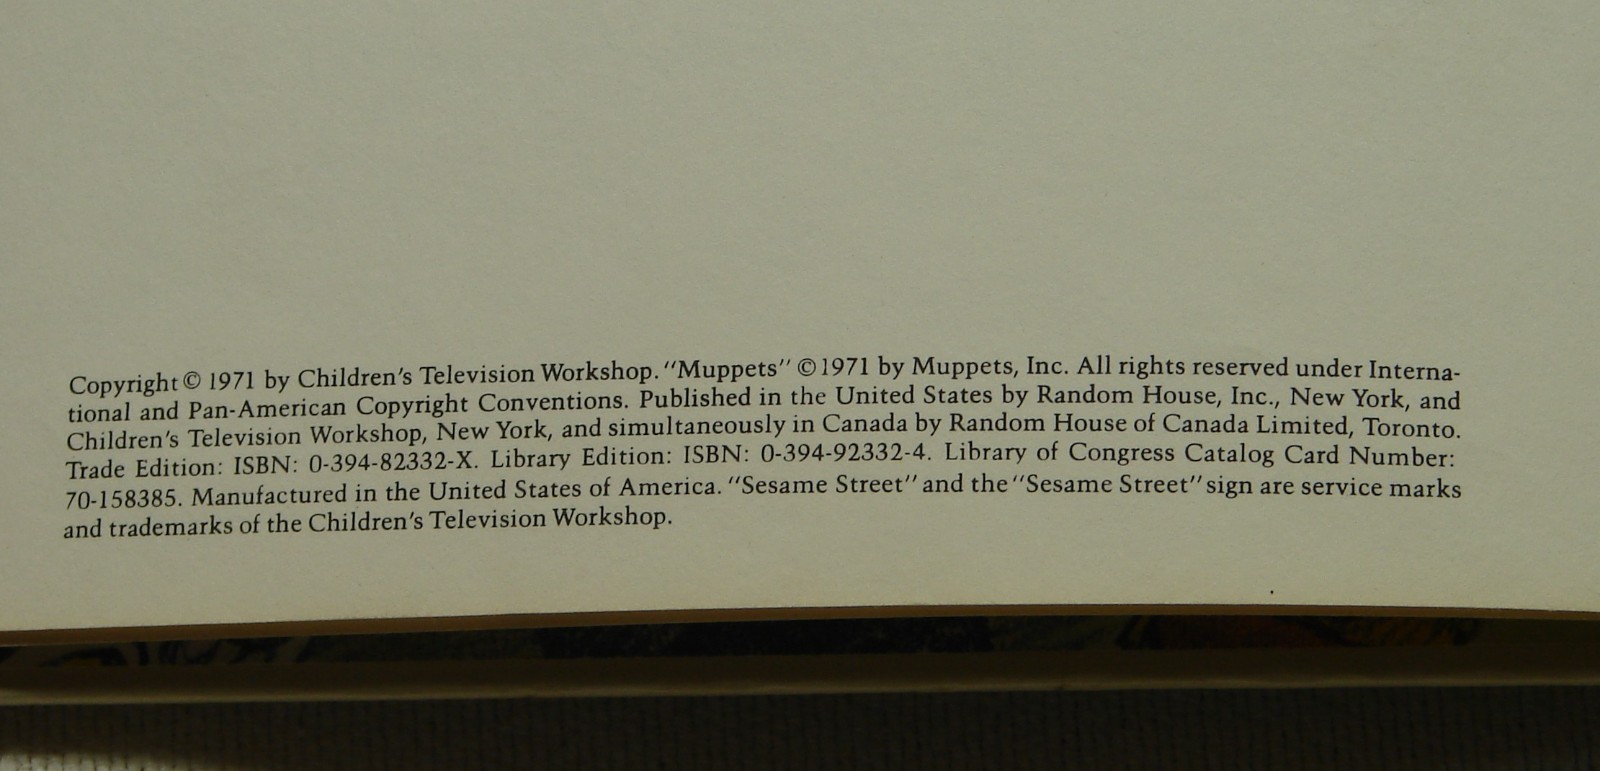 Copyright © 1971 by Children's Television Workshop. "Muppets" © 1971 by Muppets, Inc. All rights reserved under Interna-
tional and Pan-American Copyright Conventions. Published in the United States by Random House, Inc., New York, and
Children's Television Workshop, New York, and simultaneously in Canada by Random House of Canada Limited, Toronto.
Trade Edition: ISBN: 0-394-82332-X. Library Edition: ISBN: 0-394-92332-4. Library of Congress Catalog Card Number:
70-158385. Manufactured in the United States of America. "Sesame Street" and the "Sesame Street" sign are service marks
and trademarks of the Children's Television Workshop.